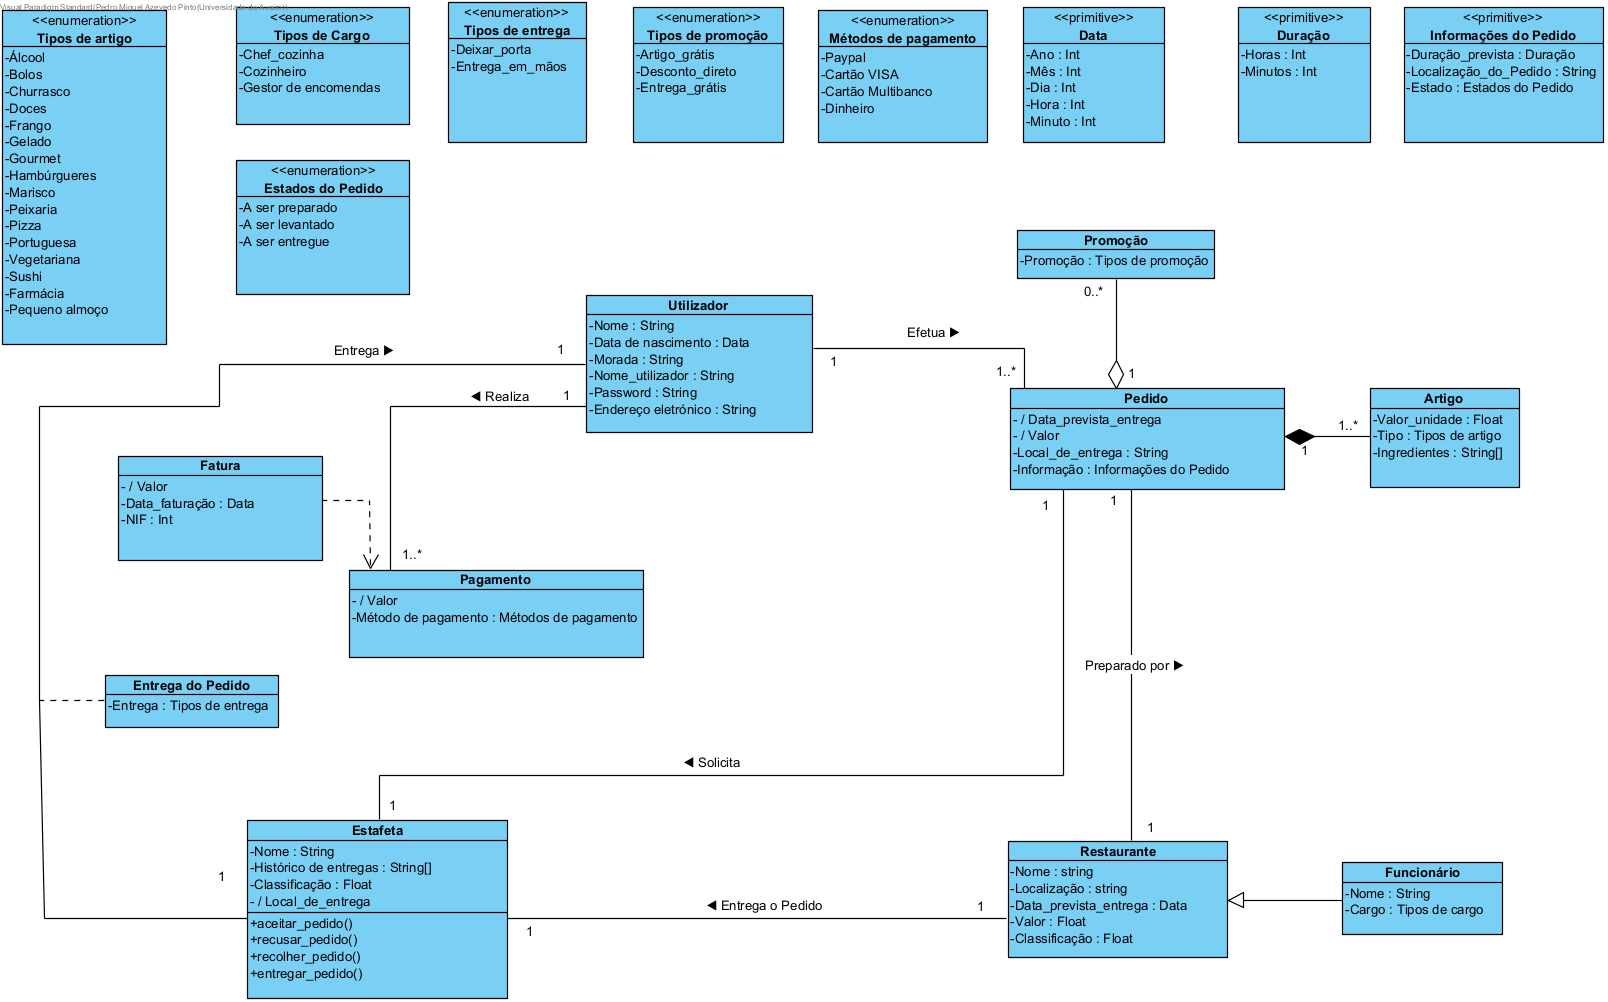 Visual Paradigm Standard(Pedro Miguel Azevedo Pinto(Universidade de Aveiro))
<<enumeration>>
Tipos de artigo
-Álcool
-Bolos
-Churrasco
-Doces
-Frango
-Gelado
-Gourmet
-Hambúrgueres
-Marisco
-Peixaria
-Pizza
-Portuguesa
-Vegetariana
-Sushi
-Farmácia
-Pequeno almoço
<<enumeration>>
Tipos de Cargo
-Chef_cozinha
-Cozinheiro
-Gestor de encomendas
<<enumeration>>
Tipos de entrega
-Deixar_porta
-Entrega_em_mãos
<<enumeration>>
Tipos de promoção
-Artigo_grátis
-Desconto_direto
-Entrega_grátis
<<enumeration>>
Métodos de pagamento
-Paypal
-Cartão VISA
-Cartão Multibanco
-Dinheiro
<<primitive>>
Data
-Ano : Int
-Mês : Int
-Dia : Int
-Hora : Int
-Minuto : Int
<<primitive>>
Duração
-Horas : Int
-Minutos : Int
<<primitive>>
Informações do Pedido
-Duração_prevista : Duração
-Localização_do_Pedido : String
-Estado : Estados do Pedido
<<enumeration>>
Estados do Pedido
-A ser preparado
-A ser levantado
-A ser entregue
Promoção
-Promoção : Tipos de promoção
0..*
1
Utilizador
-Nome : String
-Data de nascimento : Data
-Morada : String
-Nome_utilizador : String
-Password : String
-Endereço eletrónico : String
Efetua ▶
1
1..*
Entrega ▶
1
◀ Realiza
1
Pedido
- / Data_prevista_entrega
- / Valor
-Local_de_entrega : String
-Informação : Informações do Pedido
1..*
1
Artigo
-Valor_unidade : Float
-Tipo : Tipos de artigo
-Ingredientes : String[]
Fatura
- / Valor
-Data_faturação : Data
-NIF : Int
1..*
1
1
Pagamento
- / Valor
-Método de pagamento : Métodos de pagamento
Preparado por ▶
Entrega do Pedido
-Entrega : Tipos de entrega
◀ Solicita
1
1
Estafeta
-Nome : String
-Histórico de entregas : String[]
-Classificação : Float
- / Local_de_entrega
+aceitar_pedido()
+recusar_pedido()
+recolher_pedido()
+entregar_pedido()
1
◀ Entrega o Pedido
1
1
Restaurante
-Nome : string
-Localização : string
-Data_prevista_entrega : Data
-Valor : Float
-Classificação : Float
Funcionário
-Nome : String
-Cargo : Tipos de cargo